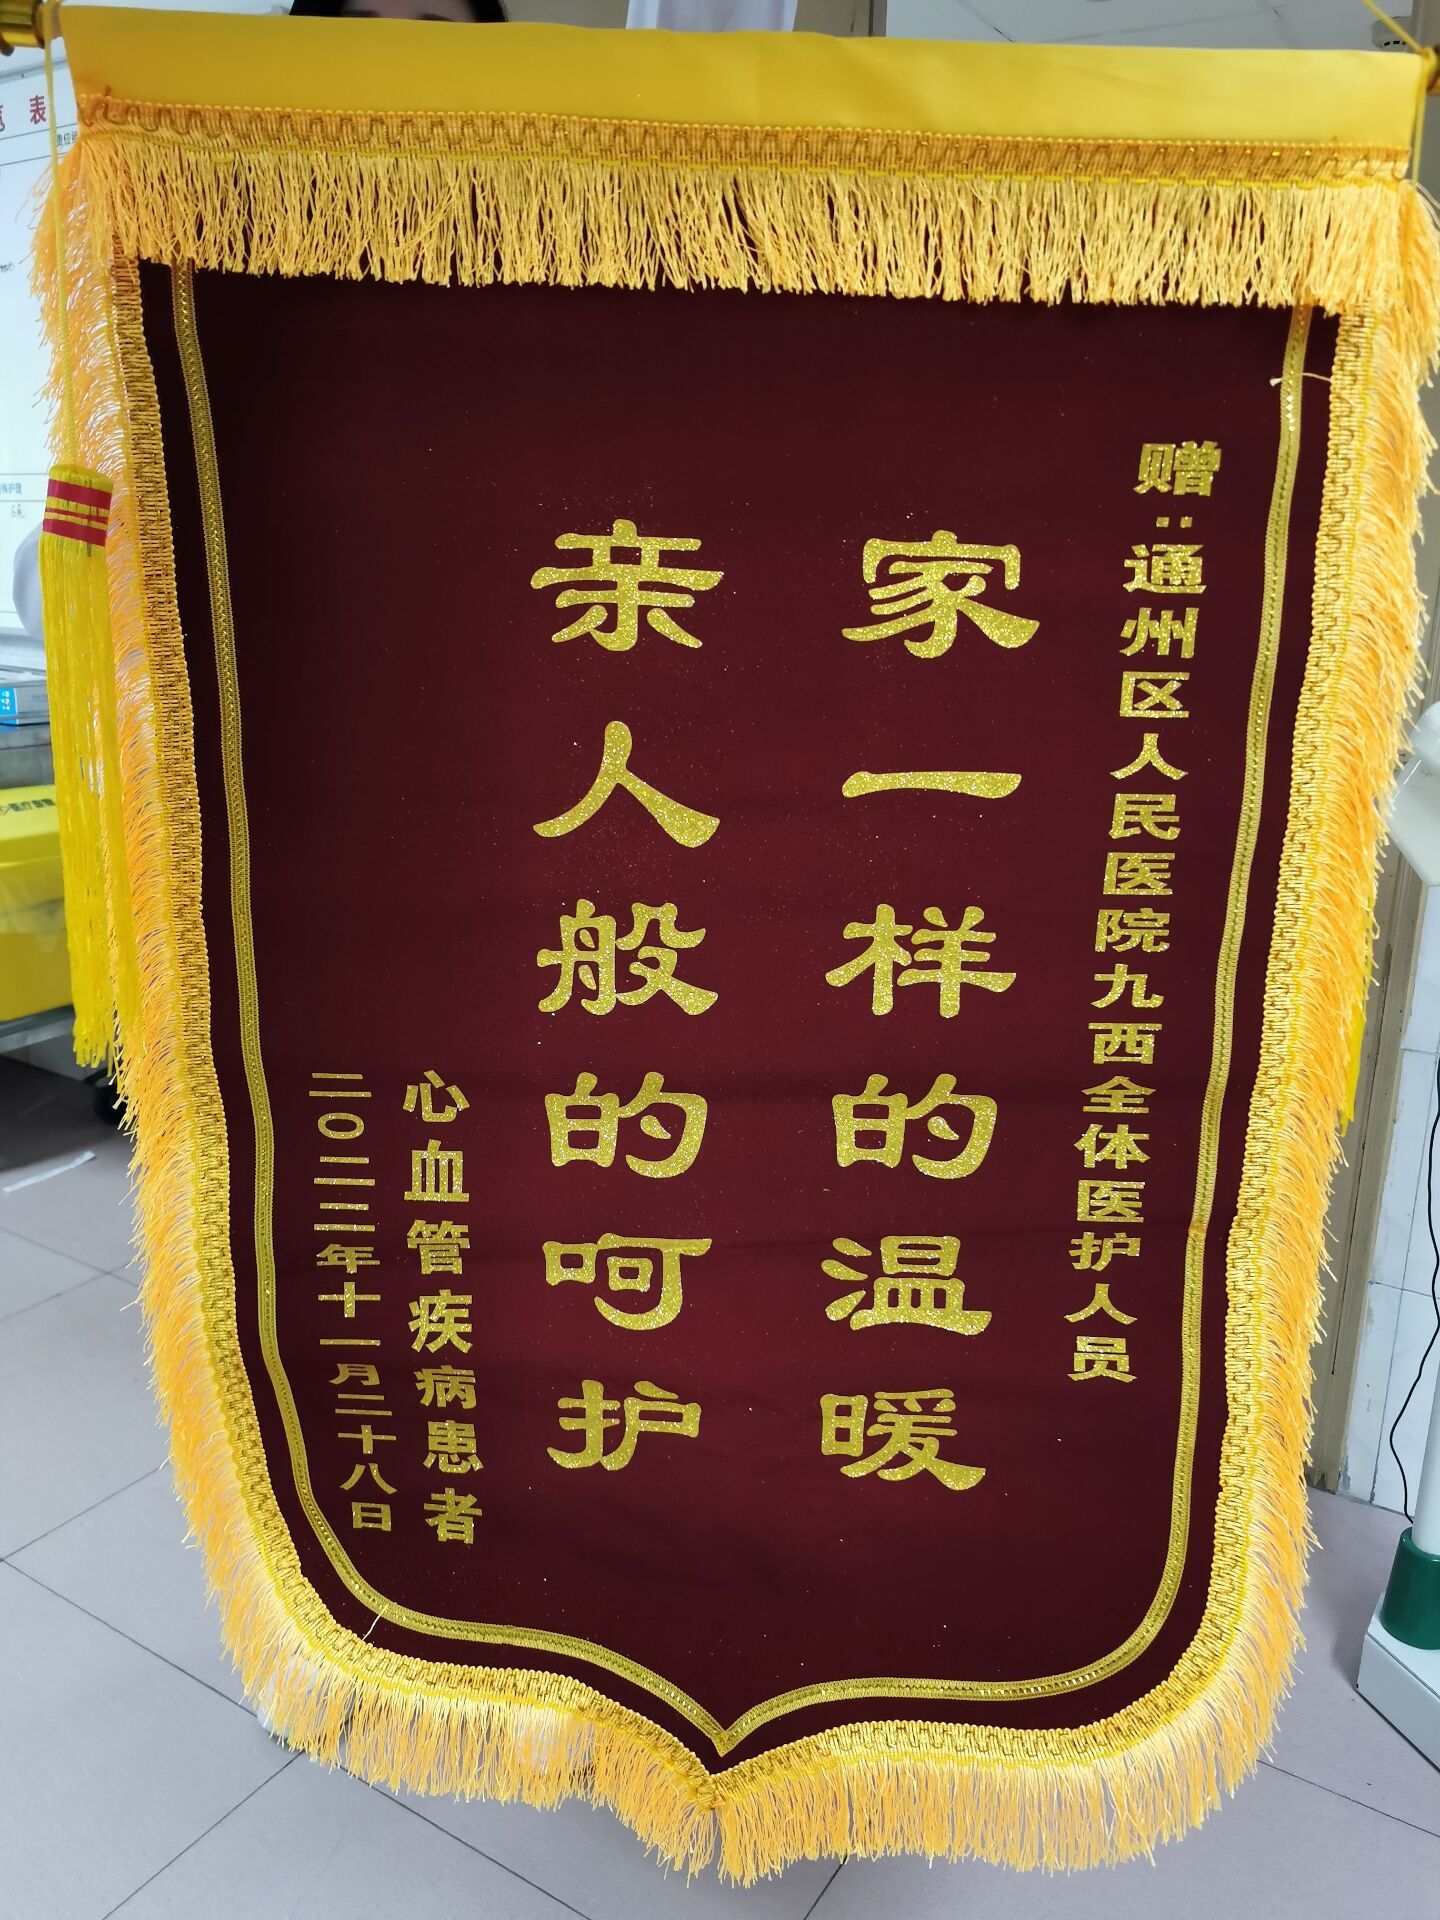 赠:通州区人民医院九西全体医护人员
家一样的温暖
亲人般的呵护
心血管疾病患者
二〇二三年十一月二十八日
表